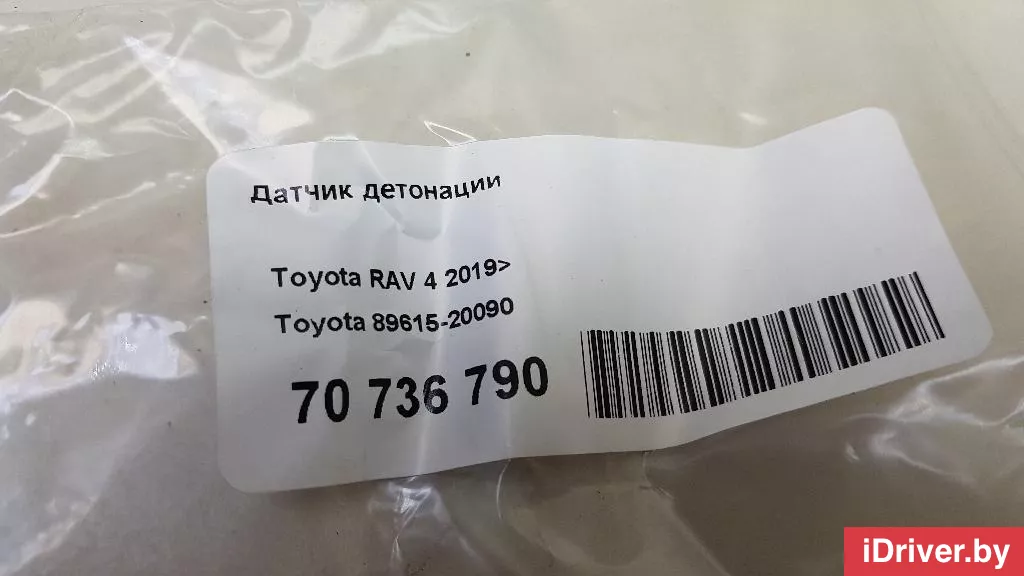 Датчик детонации
Toyota RAV 4 2019>
Toyota 89615-20090
70 736 790
iDriver.by